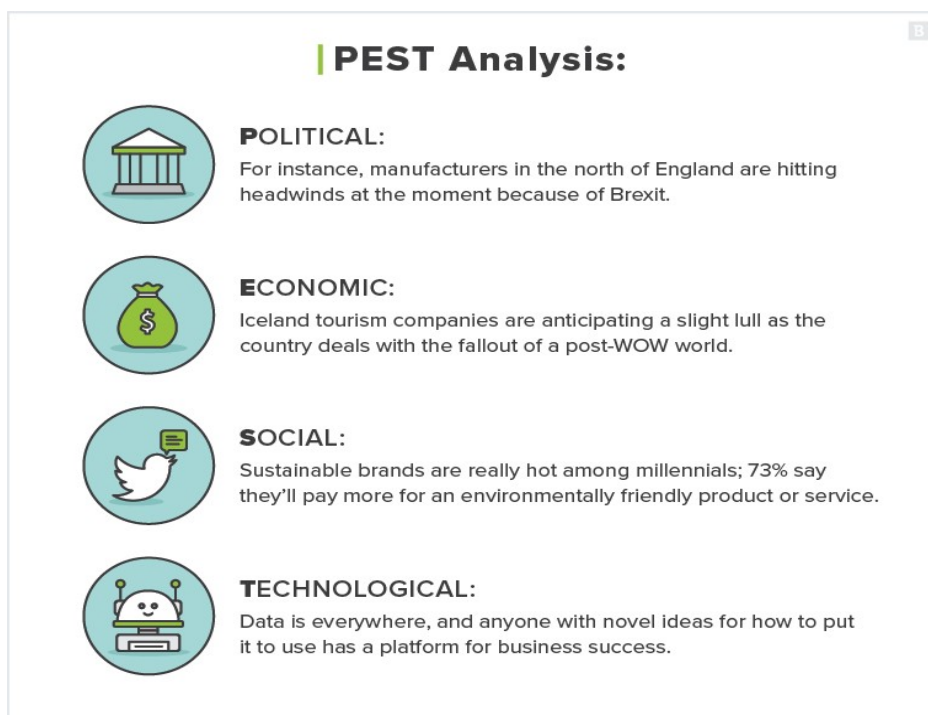 B
PEST Analysis:
POLITICAL:
For instance, manufacturers in the north of England are hitting
headwinds at the moment because of Brexit.
ECONOMIC:
$
Iceland tourism companies are anticipating a slight lull as the
country deals with the fallout of a post-WOW world.
SOCIAL:
Sustainable brands are really hot among millennials; 73% say
they’ll pay more for an environmentally friendly product or service.
TECHNOLOGICAL:
Data is everywhere, and anyone with novel ideas for how to put
it to use has a platform for business success.